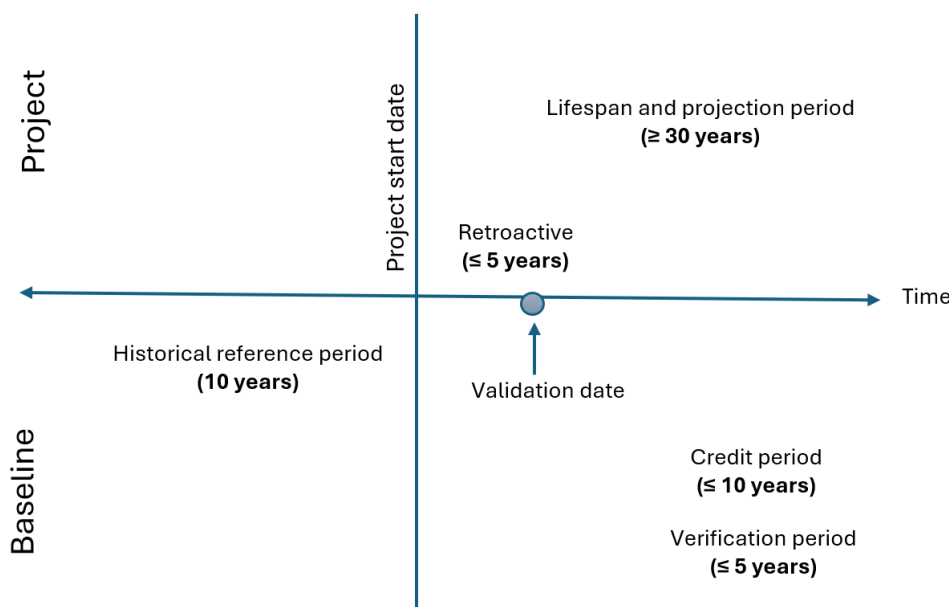 Project
Project start date
Lifespan and projection period
(≥ 30 years)
Retroactive
(≤ 5 years)
Time
Historical reference period
(10 years)
Validation date
Baseline
Credit period
(≤ 10 years)
Verification period
(≤ 5 years)